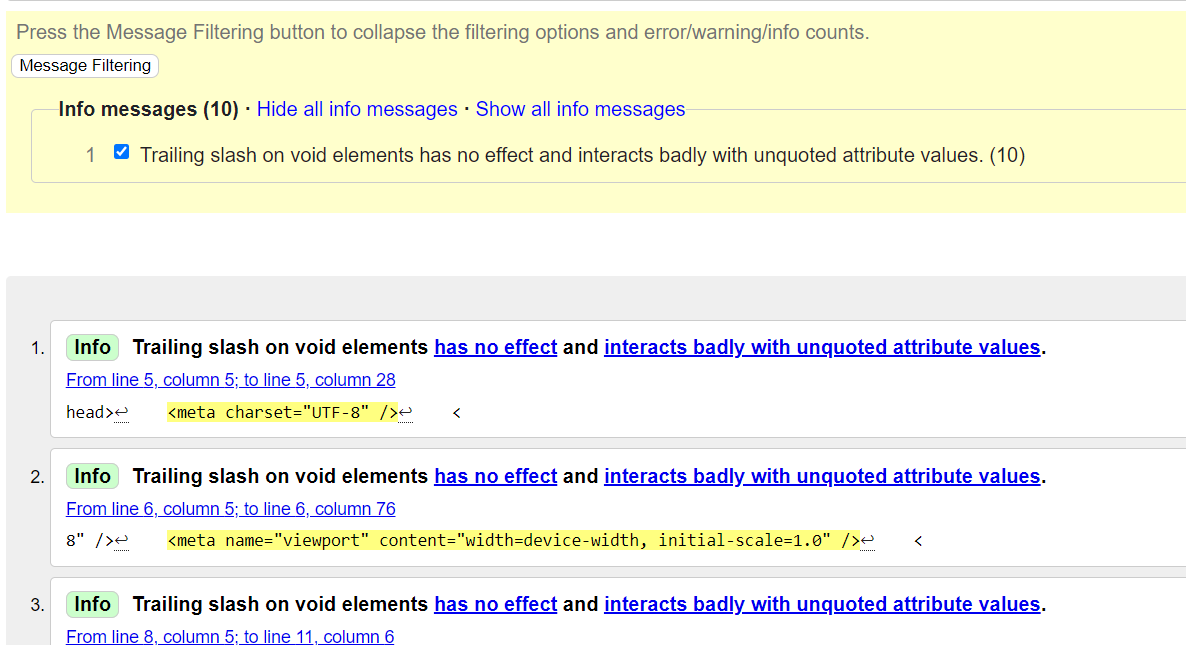 Press the Message Filtering button to collapse the filtering options and error/warning/info counts.
Message Filtering
Info messages (10) · Hide all info messages · Show all info messages
1 Trailing slash on void elements has no effect and interacts badly with unquoted attribute values. (10)
1. Info Trailing slash on void elements has no effect and interacts badly with unquoted attribute values.
From line 5, column 5; to line 5, column 28
head>↩ <meta charset="UTF-8" />↩ <
2. Info Trailing slash on void elements has no effect and interacts badly with unquoted attribute values.
From line 6, column 5; to line 6, column 76
8" />↩ <meta name="viewport" content="width=device-width, initial-scale=1.0" />↩ <
3. Info Trailing slash on void elements has no effect and interacts badly with unquoted attribute values.
From line 8, column 5; to line 11, column 6